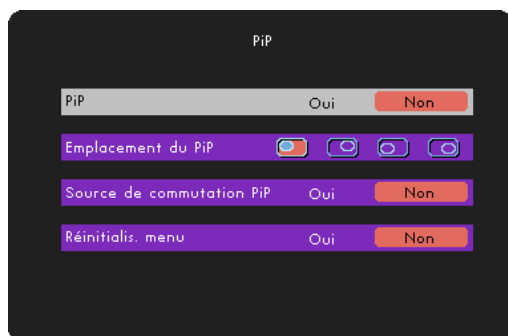 PiP
PiP Oui Non
Emplacement du PiP
Source de commutation PiP Oui Non
Réinitialis. menu Oui Non